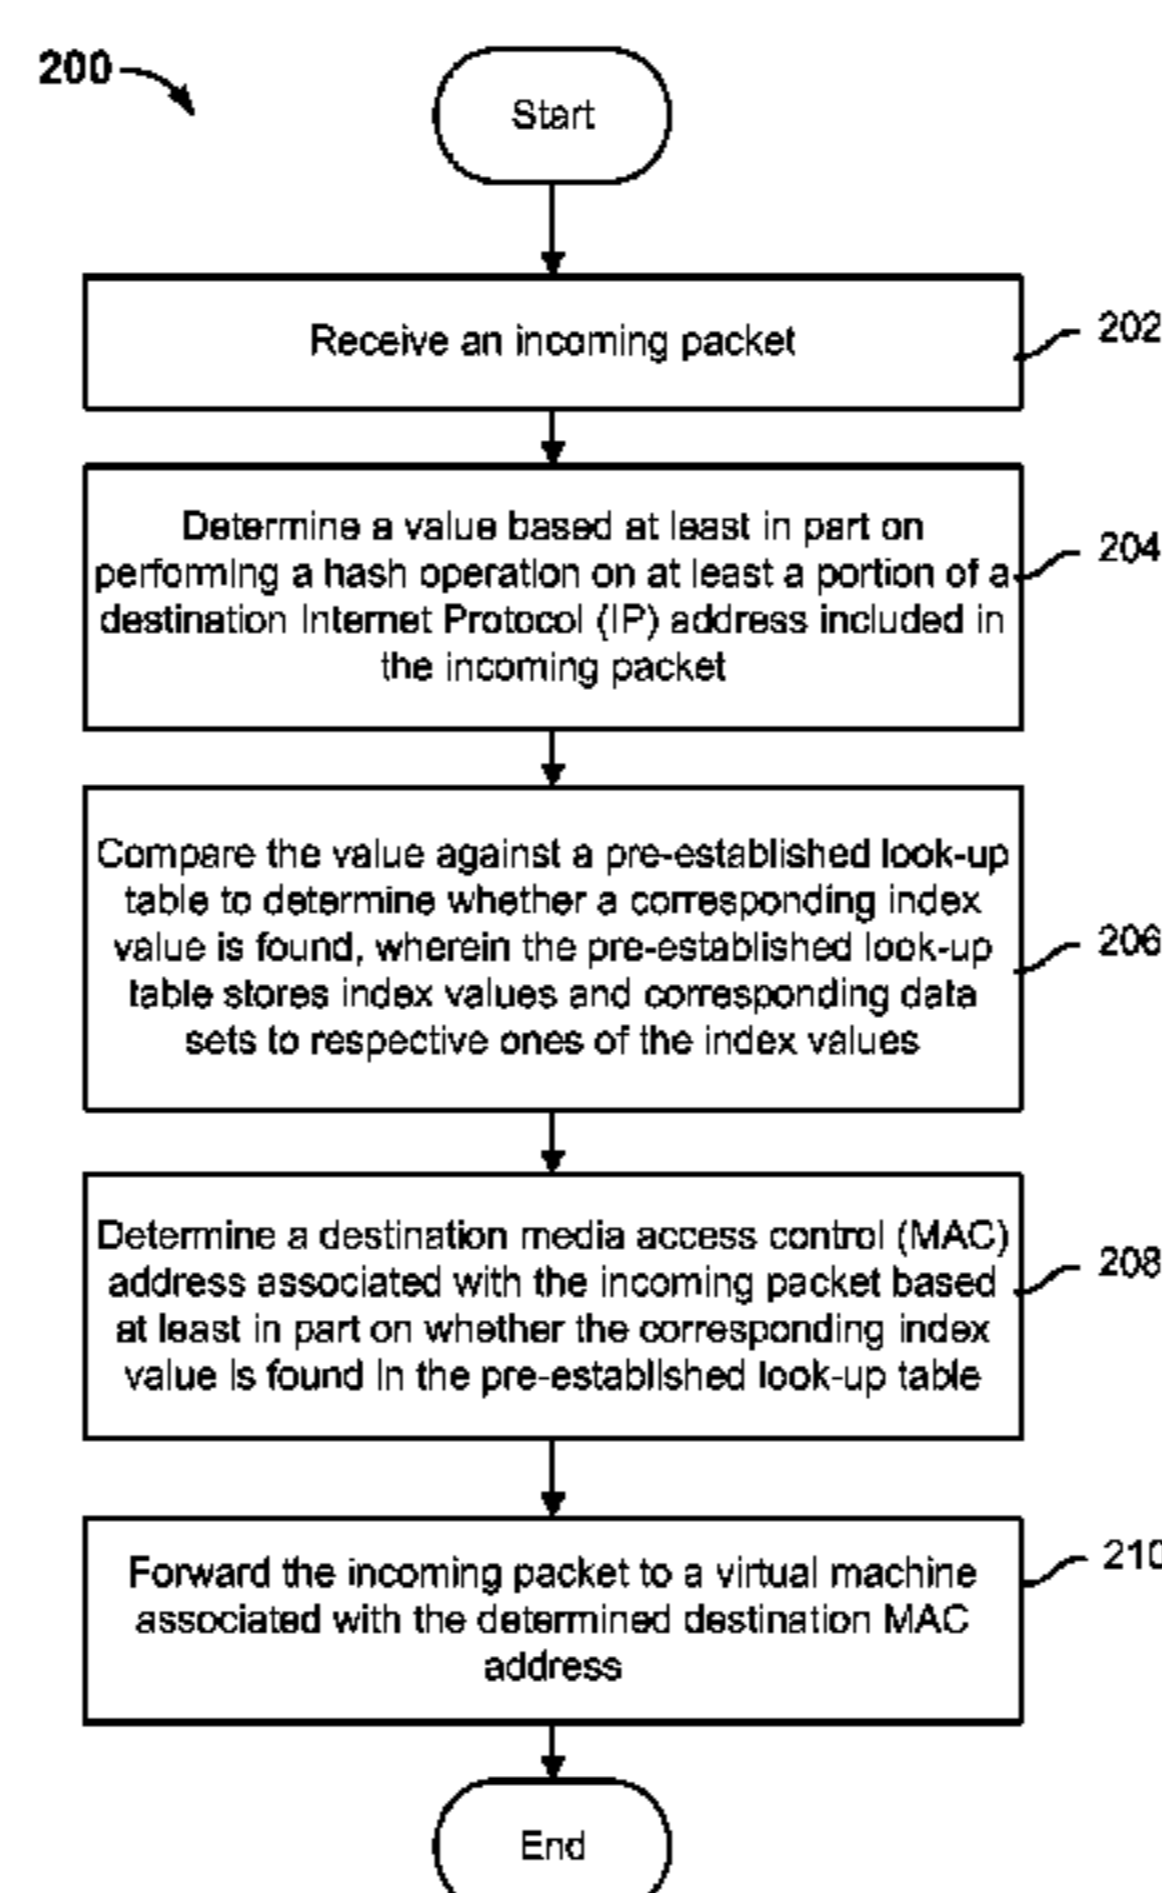 200
Start
Receive an incoming packet
202
Determine a value based at least in part on
performing a hash operation on at least a portion of a
destination Internet Protocol (IP) address included in
the incoming packet
204
Compare the value against a pre-established look-up
table to determine whether a corresponding index
value is found, wherein the pre-established look-up
table stores index values and corresponding data
sets to respective ones of the index values
206
Determine a destination media access control (MAC)
address associated with the incoming packet based
at least in part on whether the corresponding index
value is found in the pre-established look-up table
208
Forward the incoming packet to a virtual machine
associated with the determined destination MAC
address
210
End